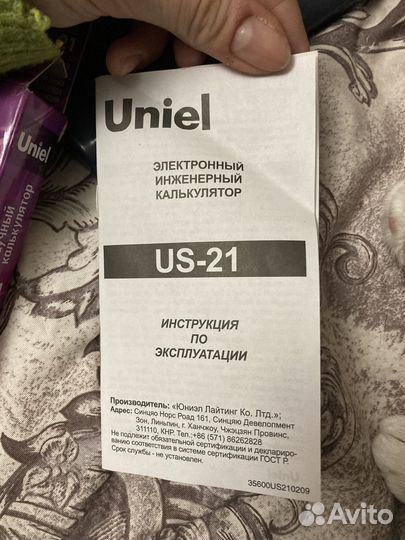 Uniel
ЭЛЕКТРОННЫЙ
ИНЖЕНЕРНЫЙ
КАЛЬКУЛЯТОР
US-21
ИНСТРУКЦИЯ
ПО
ЭКСПЛУАТАЦИИ
Производитель: «Юниэл Лайтинг Ко. Лтд.»;
Адрес: Синцяо Норс Роад 161, Синцяо Девелопмент
Зон, Линьпин, г. Ханчжоу, Чжэцзян Провинс,
311110, КНР. Тел.:+86 (571) 86262828
Не подлежит обязательной сертификации и деклариро-
ванию соответствия в системе сертификации ГОСТ Р.
Срок службы - не установлен.
35600US210209
Uniel
калькулятор
Avito